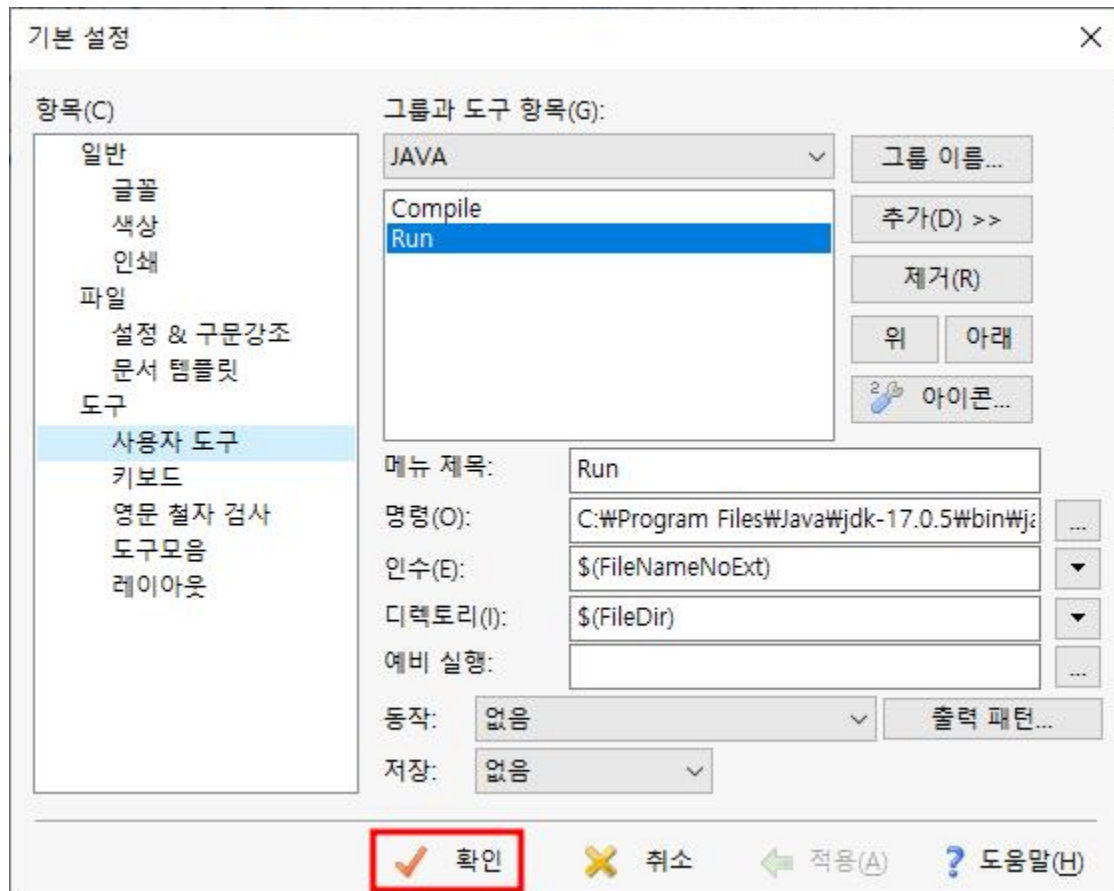 기본 설정
항목(C)
일반
글꼴
색상
인쇄
파일
설정 & 구문강조
문서 템플릿
도구
사용자 도구
키보드
영문 철자 검사
도구모음
레이아웃
그룹과 도구 항목(G):
JAVA
그룹 이름...
Compile
Run
추가(D) >>
제거(R)
위 아래
2 아이콘...
메뉴 제목: Run
명령(O): C:₩Program Files₩Java₩jdk-17.0.5₩bin₩ja ...
인수(E): $(FileNameNoExt)
디렉토리(I): $(FileDir)
예비 실행: ...
동작: 없음 출력 패턴...
저장: 없음
확인 취소 적용(A) ? 도움말(H)